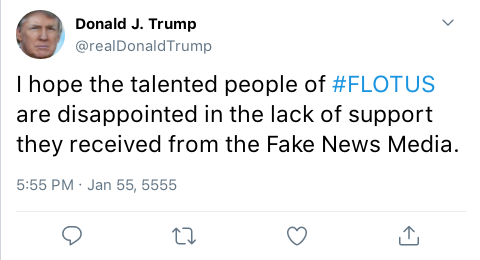 Donald J. Trump
@realDonaldTrump
I hope the talented people of #FLOTUS
are disappointed in the lack of support
they received from the Fake News Media.
5:55 PM · Jan 55, 5555